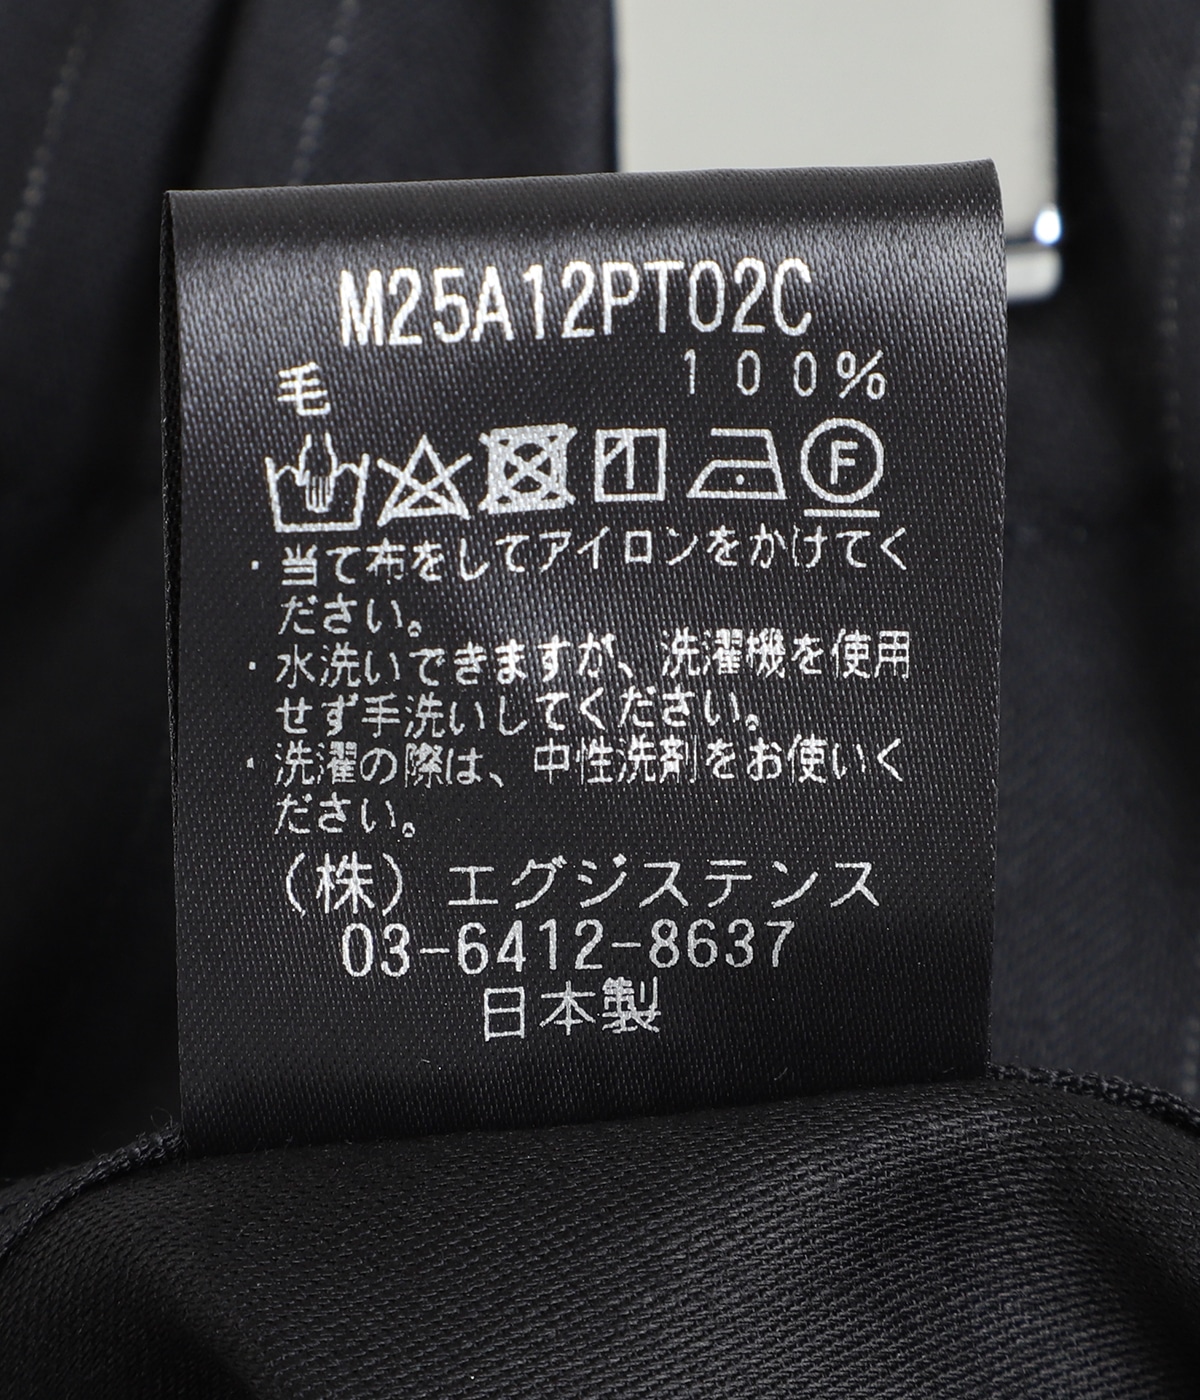 M25A12PT02C
毛 100%
F
・当て布をしてアイロンをかけてく
ださい。
・水洗いできますが、洗濯機を使用
せず手洗いしてください。
・洗濯の際は、中性洗剤をお使いく
ださい。
(株) エグジステンス
03-6412-8637
日本製